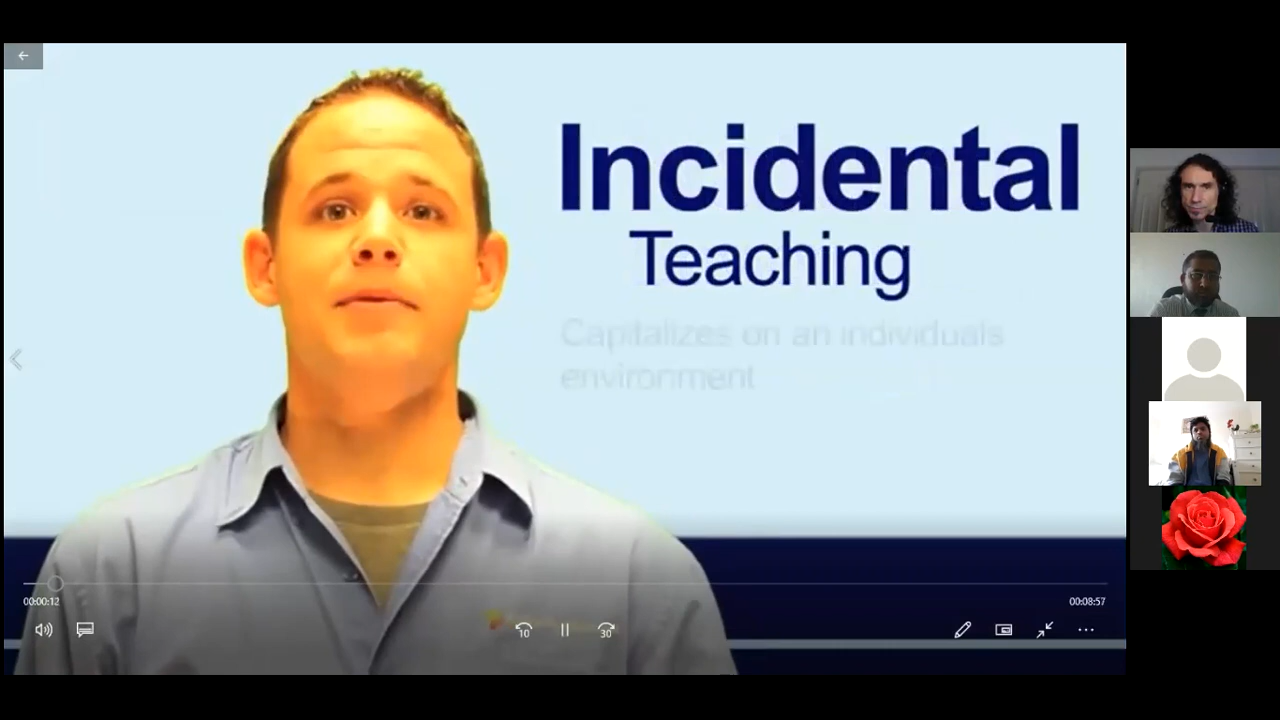 Incidental
Teaching
Capitalizes on an individuals
environment
00:00:12
00:08:57
10
30